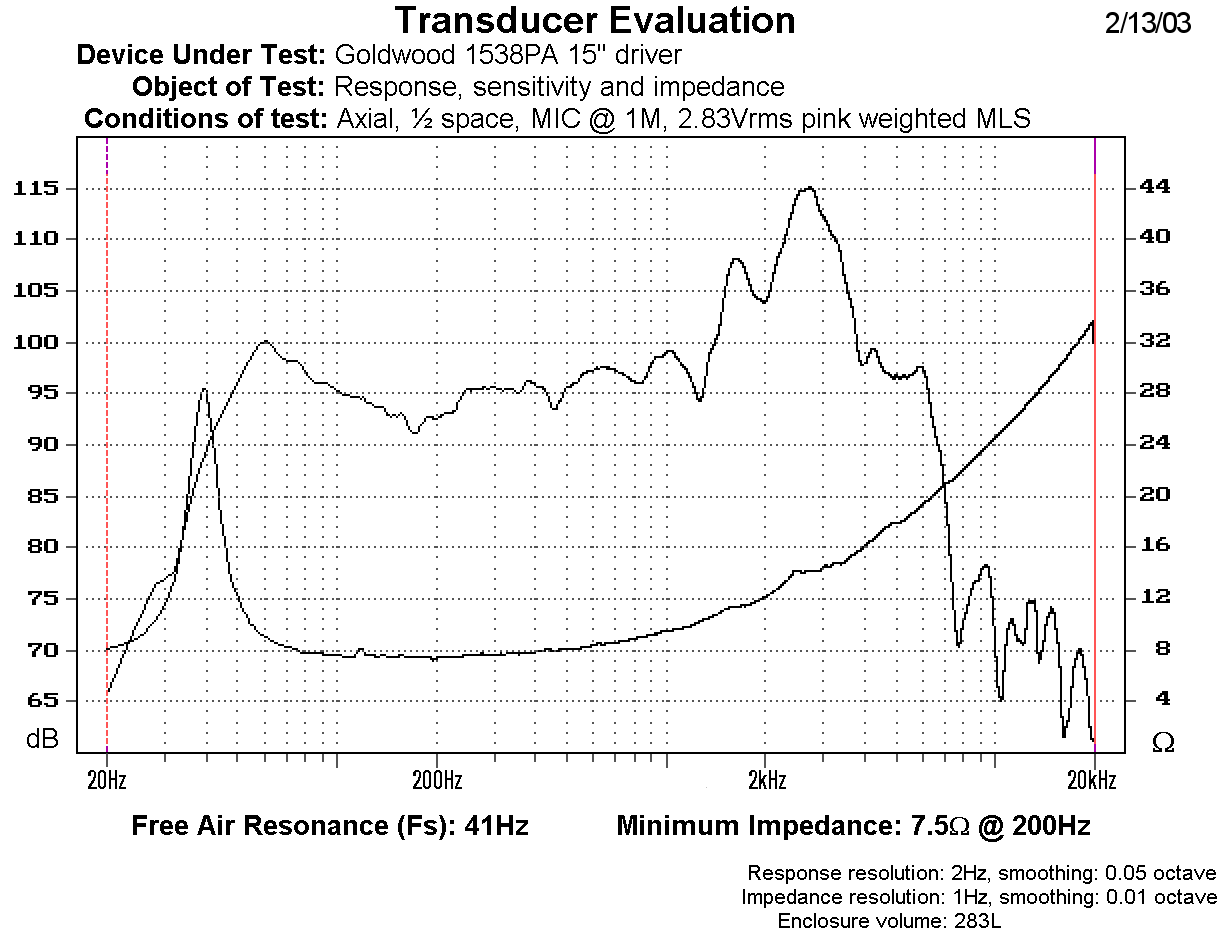 Transducer Evaluation
2/13/03
Device Under Test: Goldwood 1538PA 15" driver
Object of Test: Response, sensitivity and impedance
Conditions of test: Axial, ½ space, MIC @ 1M, 2.83Vrms pink weighted MLS
115
110
105
100
95
90
85
80
75
70
65
dB
44
40
36
32
28
24
20
16
12
8
4
Ω
20Hz 200Hz 2kHz 20kHz
Free Air Resonance (Fs): 41Hz
Minimum Impedance: 7.5Ω @ 200Hz
Response resolution: 2Hz, smoothing: 0.05 octave
Impedance resolution: 1Hz, smoothing: 0.01 octave
Enclosure volume: 283L